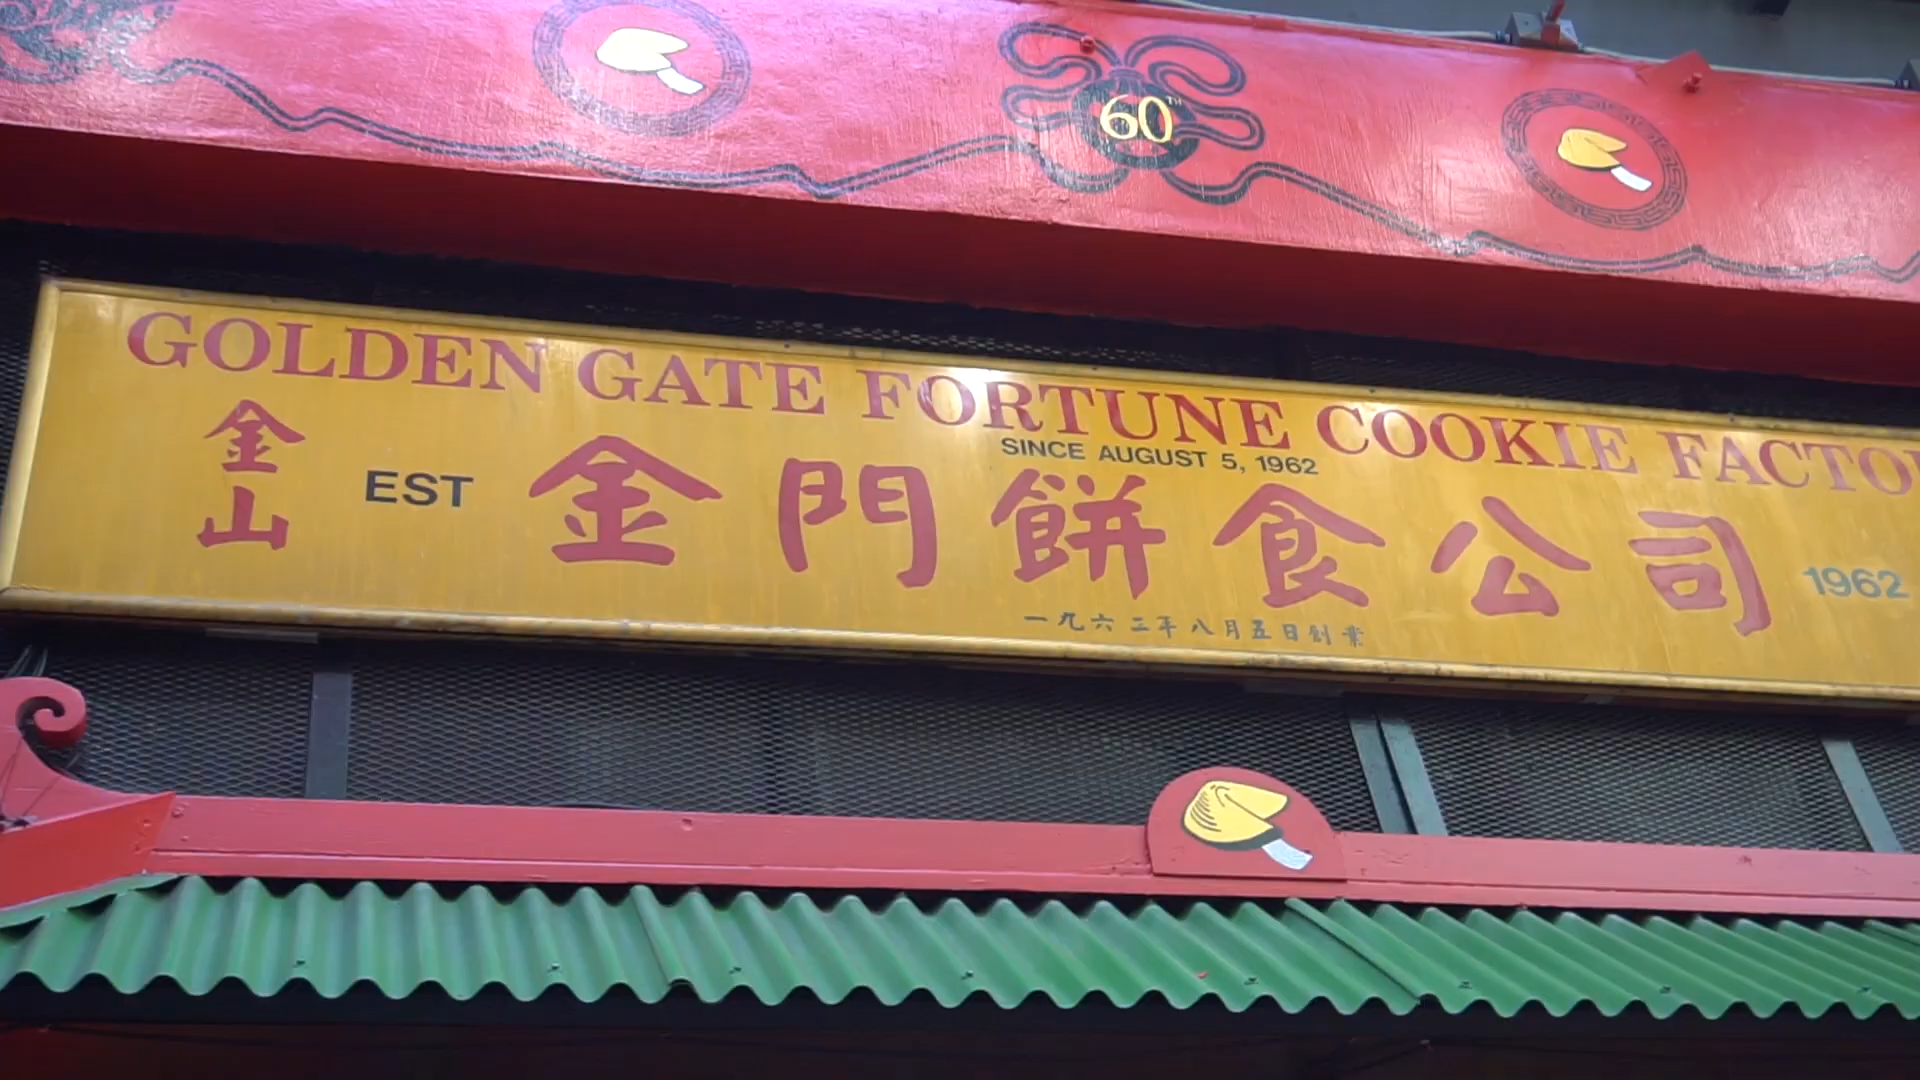 60TH
GOLDEN GATE FORTUNE COOKIE FACTO
SINCE AUGUST 5, 1962
金山
EST
金門餅食公司
1962
一九六二年八月五日創業